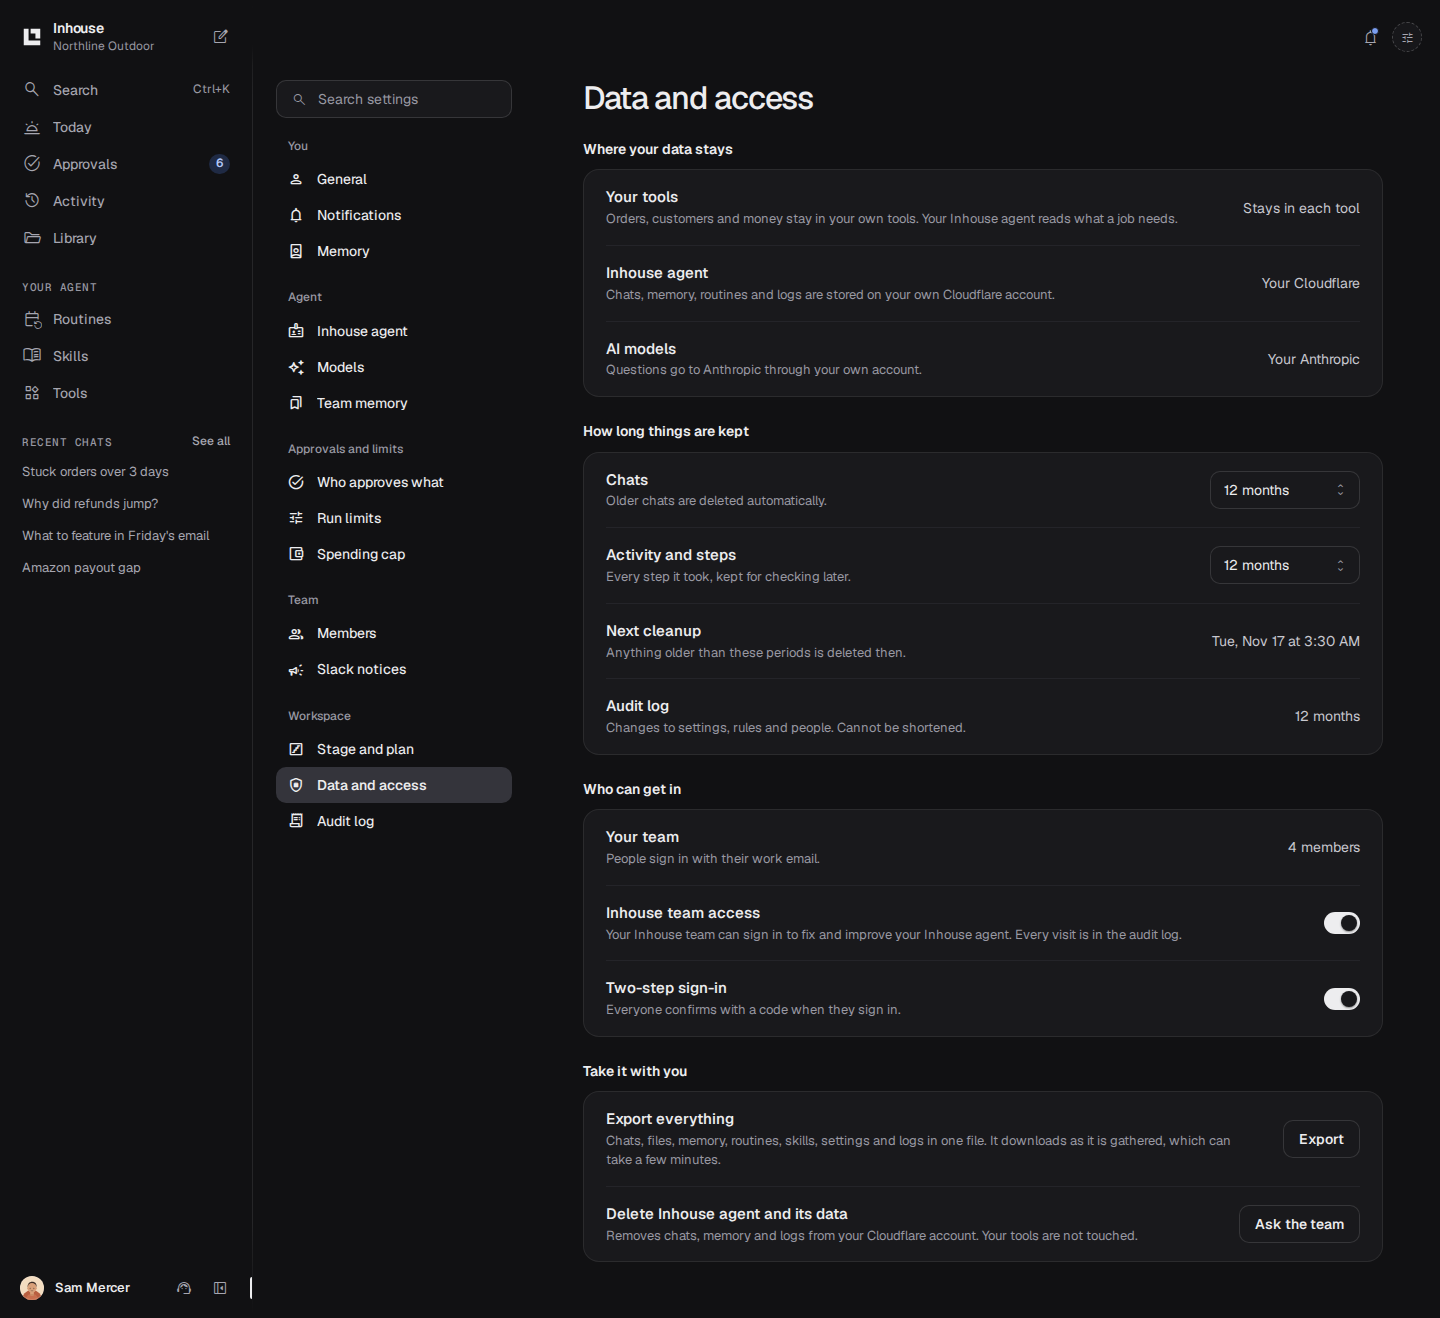 Inhouse
Northline Outdoor
Search
Ctrl+K
Today
Approvals
6
Activity
Library
YOUR AGENT
Routines
Skills
Tools
RECENT CHATS
See all
Stuck orders over 3 days
Why did refunds jump?
What to feature in Friday's email
Amazon payout gap
Sam Mercer
Search settings
You
General
Notifications
Memory
Agent
Inhouse agent
Models
Team memory
Approvals and limits
Who approves what
Run limits
Spending cap
Team
Members
Slack notices
Workspace
Stage and plan
Data and access
Audit log
Data and access
Where your data stays
Your tools
Orders, customers and money stay in your own tools. Your Inhouse agent reads what a job needs.
Stays in each tool
Inhouse agent
Chats, memory, routines and logs are stored on your own Cloudflare account.
Your Cloudflare
AI models
Questions go to Anthropic through your own account.
Your Anthropic
How long things are kept
Chats
Older chats are deleted automatically.
12 months
Activity and steps
Every step it took, kept for checking later.
12 months
Next cleanup
Anything older than these periods is deleted then.
Tue, Nov 17 at 3:30 AM
Audit log
Changes to settings, rules and people. Cannot be shortened.
12 months
Who can get in
Your team
People sign in with their work email.
4 members
Inhouse team access
Your Inhouse team can sign in to fix and improve your Inhouse agent. Every visit is in the audit log.
Two-step sign-in
Everyone confirms with a code when they sign in.
Take it with you
Export everything
Chats, files, memory, routines, skills, settings and logs in one file. It downloads as it is gathered, which can
take a few minutes.
Export
Delete Inhouse agent and its data
Removes chats, memory and logs from your Cloudflare account. Your tools are not touched.
Ask the team